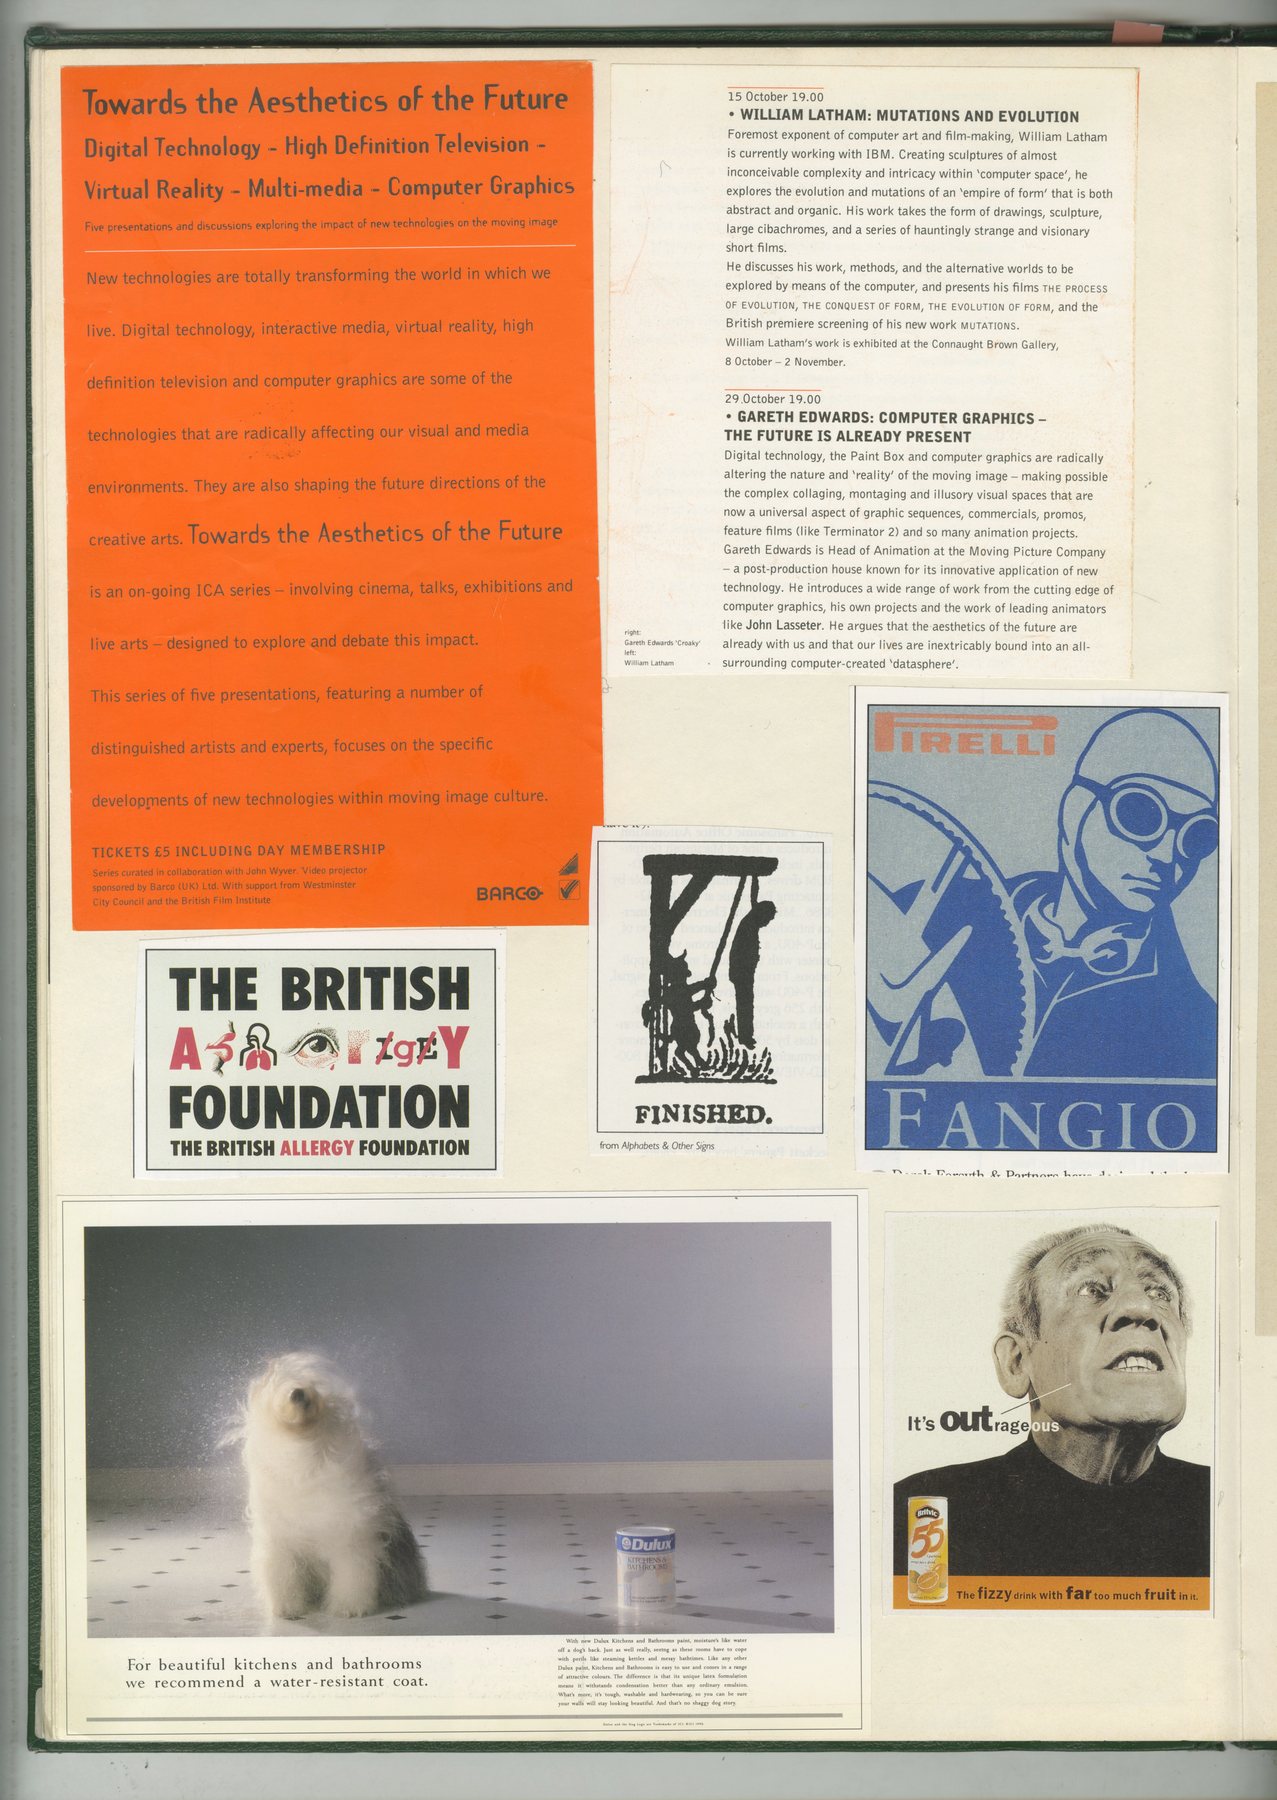 Towards the Aesthetics of the Future
Digital Technology – High Definition Television –
Virtual Reality – Multi-media – Computer Graphics
Five presentations and discussions exploring the impact of new technologies on the moving image
New technologies are totally transforming the world in which we
live. Digital technology, interactive media, virtual reality, high
definition television and computer graphics are some of the
technologies that are radically affecting our visual and media
environments. They are also shaping the future directions of the
creative arts. Towards the Aesthetics of the Future
is an on-going ICA series – involving cinema, talks, exhibitions and
live arts – designed to explore and debate this impact.
This series of five presentations, featuring a number of
distinguished artists and experts, focuses on the specific
developments of new technologies within moving image culture.
TICKETS £5 INCLUDING DAY MEMBERSHIP
Series curated in collaboration with John Wyver. Video projector
sponsored by Barco (UK) Ltd. With support from Westminster
City Council and the British Film Institute
BARCO
15 October 19.00
• WILLIAM LATHAM: MUTATIONS AND EVOLUTION
Foremost exponent of computer art and film-making, William Latham
is currently working with IBM. Creating sculptures of almost
inconceivable complexity and intricacy within 'computer space', he
explores the evolution and mutations of an 'empire of form' that is both
abstract and organic. His work takes the form of drawings, sculpture,
large cibachromes, and a series of hauntingly strange and visionary
short films.
He discusses his work, methods, and the alternative worlds to be
explored by means of the computer, and presents his films THE PROCESS
OF EVOLUTION, THE CONQUEST OF FORM, THE EVOLUTION OF FORM, and the
British premiere screening of his new work MUTATIONS.
William Latham's work is exhibited at the Connaught Brown Gallery,
8 October – 2 November.
29 October 19.00
• GARETH EDWARDS: COMPUTER GRAPHICS –
THE FUTURE IS ALREADY PRESENT
Digital technology, the Paint Box and computer graphics are radically
altering the nature and 'reality' of the moving image – making possible
the complex collaging, montaging and illusory visual spaces that are
now a universal aspect of graphic sequences, commercials, promos,
feature films (like Terminator 2) and so many animation projects.
Gareth Edwards is Head of Animation at the Moving Picture Company
– a post-production house known for its innovative application of new
technology. He introduces a wide range of work from the cutting edge of
computer graphics, his own projects and the work of leading animators
like John Lasseter. He argues that the aesthetics of the future are
already with us and that our lives are inextricably bound into an all-
surrounding computer-created 'datasphere'.
right:
Gareth Edwards 'Croaky'
left:
William Latham
PIRELLI
FANGIO
FINISHED.
from Alphabets & Other Signs
THE BRITISH
A Y
FOUNDATION
THE BRITISH ALLERGY FOUNDATION
Dulux
KITCHENS &
BATHROOMS
For beautiful kitchens and bathrooms
we recommend a water-resistant coat.
With new Dulux Kitchens and Bathrooms paint, moisture's like water
off a dog's back. Just as well really, seeing as these rooms have to cope
with perils like steaming kettles and messy bathtimes. Like any other
Dulux paint, Kitchens and Bathrooms is easy to use and comes in a range
of attractive colours. The difference is that its unique latex formulation
means it withstands condensation better than any ordinary emulsion.
What's more, it's tough, washable and hardwearing, so you can be sure
your walls will stay looking beautiful. And that's no shaggy dog story.
It's outrageous
Britvic
55
The fizzy drink with far too much fruit in it.